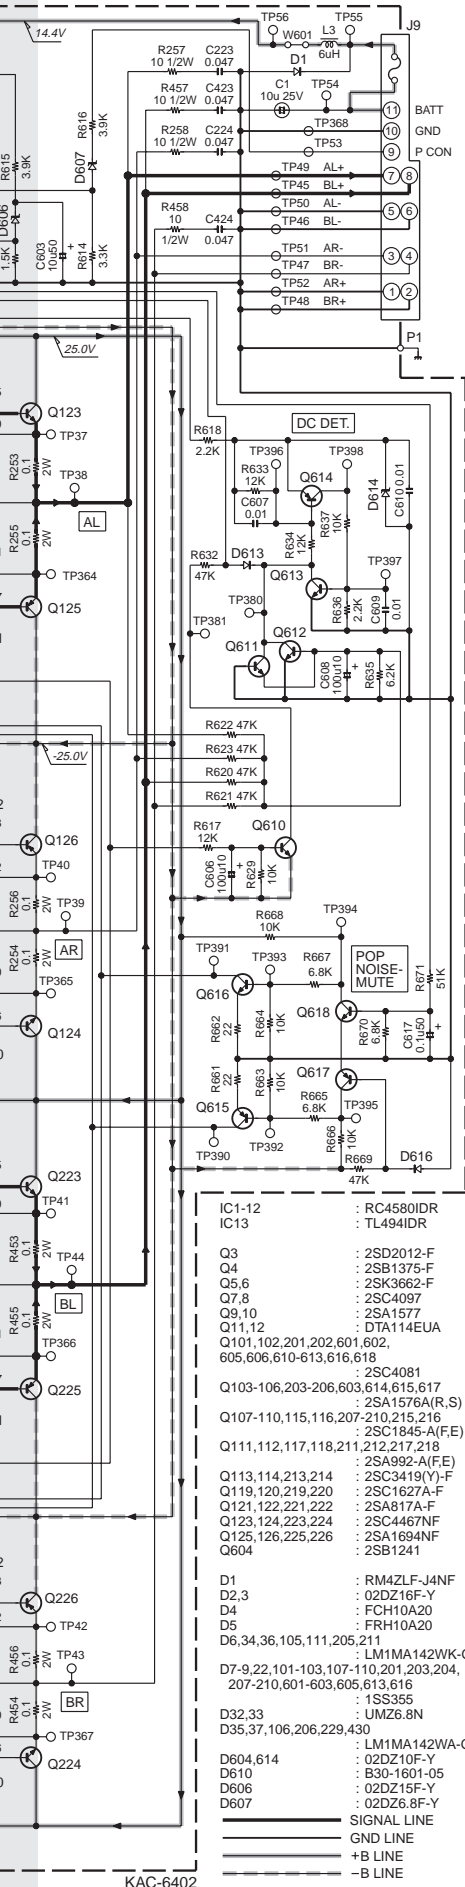 TP56
TP55
J9
14.4V
W601
L3
6uH
R257
10 1/2W
C223
0.047
D1
R457
10 1/2W
C423
0.047
C1
10u 25V
TP54
11
BATT
R616
3.9K
R258
10 1/2W
C224
0.047
TP368
10
GND
TP53
9
P CON
R615
3.9K
D607
TP49
AL+
7
8
TP45
BL+
D606
R458
10
1/2W
C424
0.047
TP50
AL-
5
6
TP46
BL-
1.5K
C603
10u50
+
R614
3.3K
TP51
AR-
3
4
TP47
BR-
TP52
AR+
1
2
TP48
BR+
P1
25.0V
Q123
TP37
R253
0.1
2W
TP38
AL
R255
0.1
2W
TP364
Q125
DC DET.
R618
2.2K
TP396
TP398
R633
12K
Q614
C607
0.01
R637
10K
D614
C610 0.01
R634
12K
R632
47K
D613
TP397
Q613
TP380
R636
2.2K
C609
0.01
TP381
Q612
Q611
C608
100u10
+
R635
6.2K
R622 47K
R623 47K
R620 47K
R621 47K
-25.0V
R617
12K
Q610
C606
100u10
+
R629
10K
Q126
TP40
R256
0.1
2W
TP39
AR
R254
0.1
2W
TP365
Q124
R668
10K
TP394
TP391
TP393
R667
6.8K
POP
NOISE-
MUTE
R671
51K
Q616
Q618
R662
22
R664
10K
R670
6.8K
C617
0.1u50
+
R661
22
R663
10K
Q617
Q615
R665
6.8K
TP395
TP390
TP392
R666
10K
R669
47K
D616
Q223
TP41
R453
0.1
2W
TP44
BL
R455
0.1
2W
TP366
Q225
Q226
TP42
R456
0.1
2W
TP43
BR
R454
0.1
2W
TP367
Q224
IC1-12 : RC4580IDR
IC13 : TL494IDR
Q3 : 2SD2012-F
Q4 : 2SB1375-F
Q5,6 : 2SK3662-F
Q7,8 : 2SC4097
Q9,10 : 2SA1577
Q11,12 : DTA114EUA
Q101,102,201,202,601,602,
605,606,610-613,616,618
: 2SC4081
Q103-106,203-206,603,614,615,617
: 2SA1576A(R,S)
Q107-110,115,116,207-210,215,216
: 2SC1845-A(F,E)
Q111,112,117,118,211,212,217,218
: 2SA992-A(F,E)
Q113,114,213,214 : 2SC3419(Y)-F
Q119,120,219,220 : 2SC1627A-F
Q121,122,221,222 : 2SA817A-F
Q123,124,223,224 : 2SC4467NF
Q125,126,225,226 : 2SA1694NF
Q604 : 2SB1241
D1 : RM4ZLF-J4NF
D2,3 : 02DZ16F-Y
D4 : FCH10A20
D5 : FRH10A20
D6,34,36,105,111,205,211
: LM1MA142WK-
D7-9,22,101-103,107-110,201,203,204,
207-210,601-603,605,613,616
: 1SS355
D32,33 : UMZ6.8N
D35,37,106,206,229,430
: LM1MA142WA-
D604,614 : 02DZ10F-Y
D610 : B30-1601-05
D606 : 02DZ15F-Y
D607 : 02DZ6.8F-Y
SIGNAL LINE
GND LINE
+B LINE
−B LINE
KAC-6402